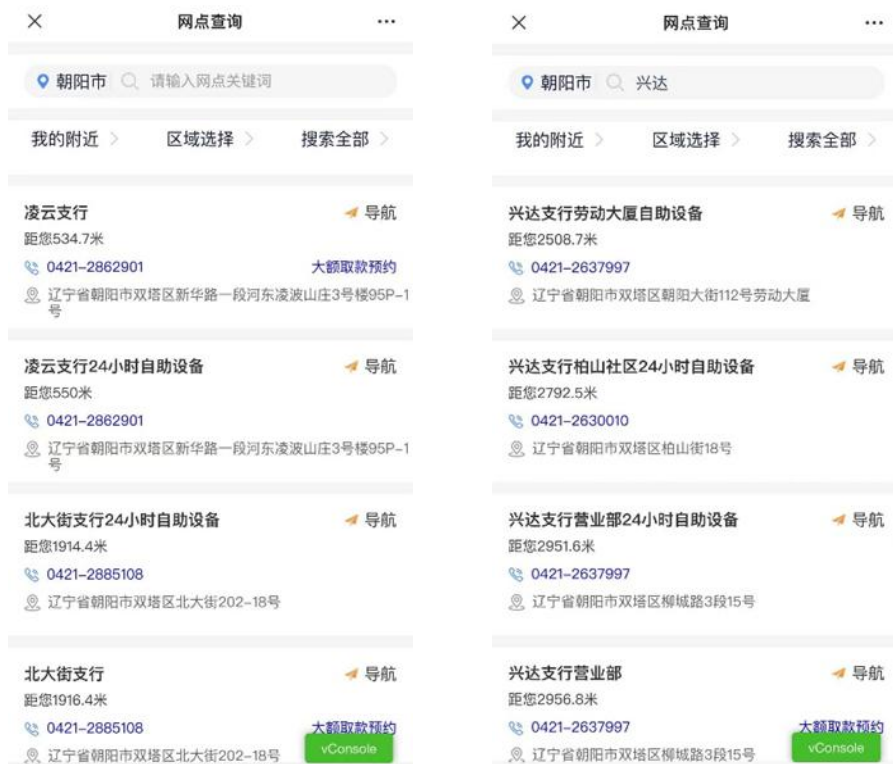 网点查询
朝阳市 请输入网点关键词
我的附近 区域选择 搜索全部
凌云支行 导航
距您534.7米
0421-2862901 大额取款预约
辽宁省朝阳市双塔区新华路一段河东凌波山庄3号楼95P-1
号
凌云支行24小时自助设备 导航
距您550米
0421-2862901
辽宁省朝阳市双塔区新华路一段河东凌波山庄3号楼95P-1
号
北大街支行24小时自助设备 导航
距您1914.4米
0421-2885108
辽宁省朝阳市双塔区北大街202-18号
北大街支行 导航
距您1916.4米
0421-2885108 大额取款预约
辽宁省朝阳市双塔区北大街202-18号
vConsole
网点查询
朝阳市 兴达
我的附近 区域选择 搜索全部
兴达支行劳动大厦自助设备 导航
距您2508.7米
0421-2637997
辽宁省朝阳市双塔区朝阳大街112号劳动大厦
兴达支行柏山社区24小时自助设备 导航
距您2792.5米
0421-2630010
辽宁省朝阳市双塔区柏山街18号
兴达支行营业部24小时自助设备 导航
距您2951.6米
0421-2637997
辽宁省朝阳市双塔区柳城路3段15号
兴达支行营业部 导航
距您2956.8米
0421-2637997 大额取款预约
辽宁省朝阳市双塔区柳城路3段15号
vConsole